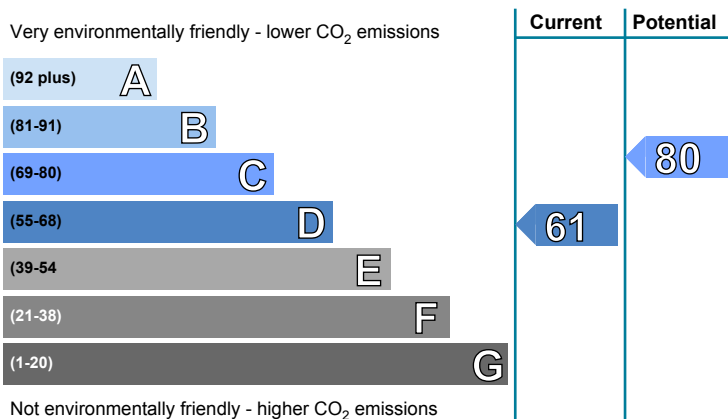 Very environmentally friendly - lower CO2 emissions
Current
Potential
(92 plus) A
(81-91) B
(69-80) C
80
(55-68) D
61
(39-54 E
(21-38) F
(1-20) G
Not environmentally friendly - higher CO2 emissions